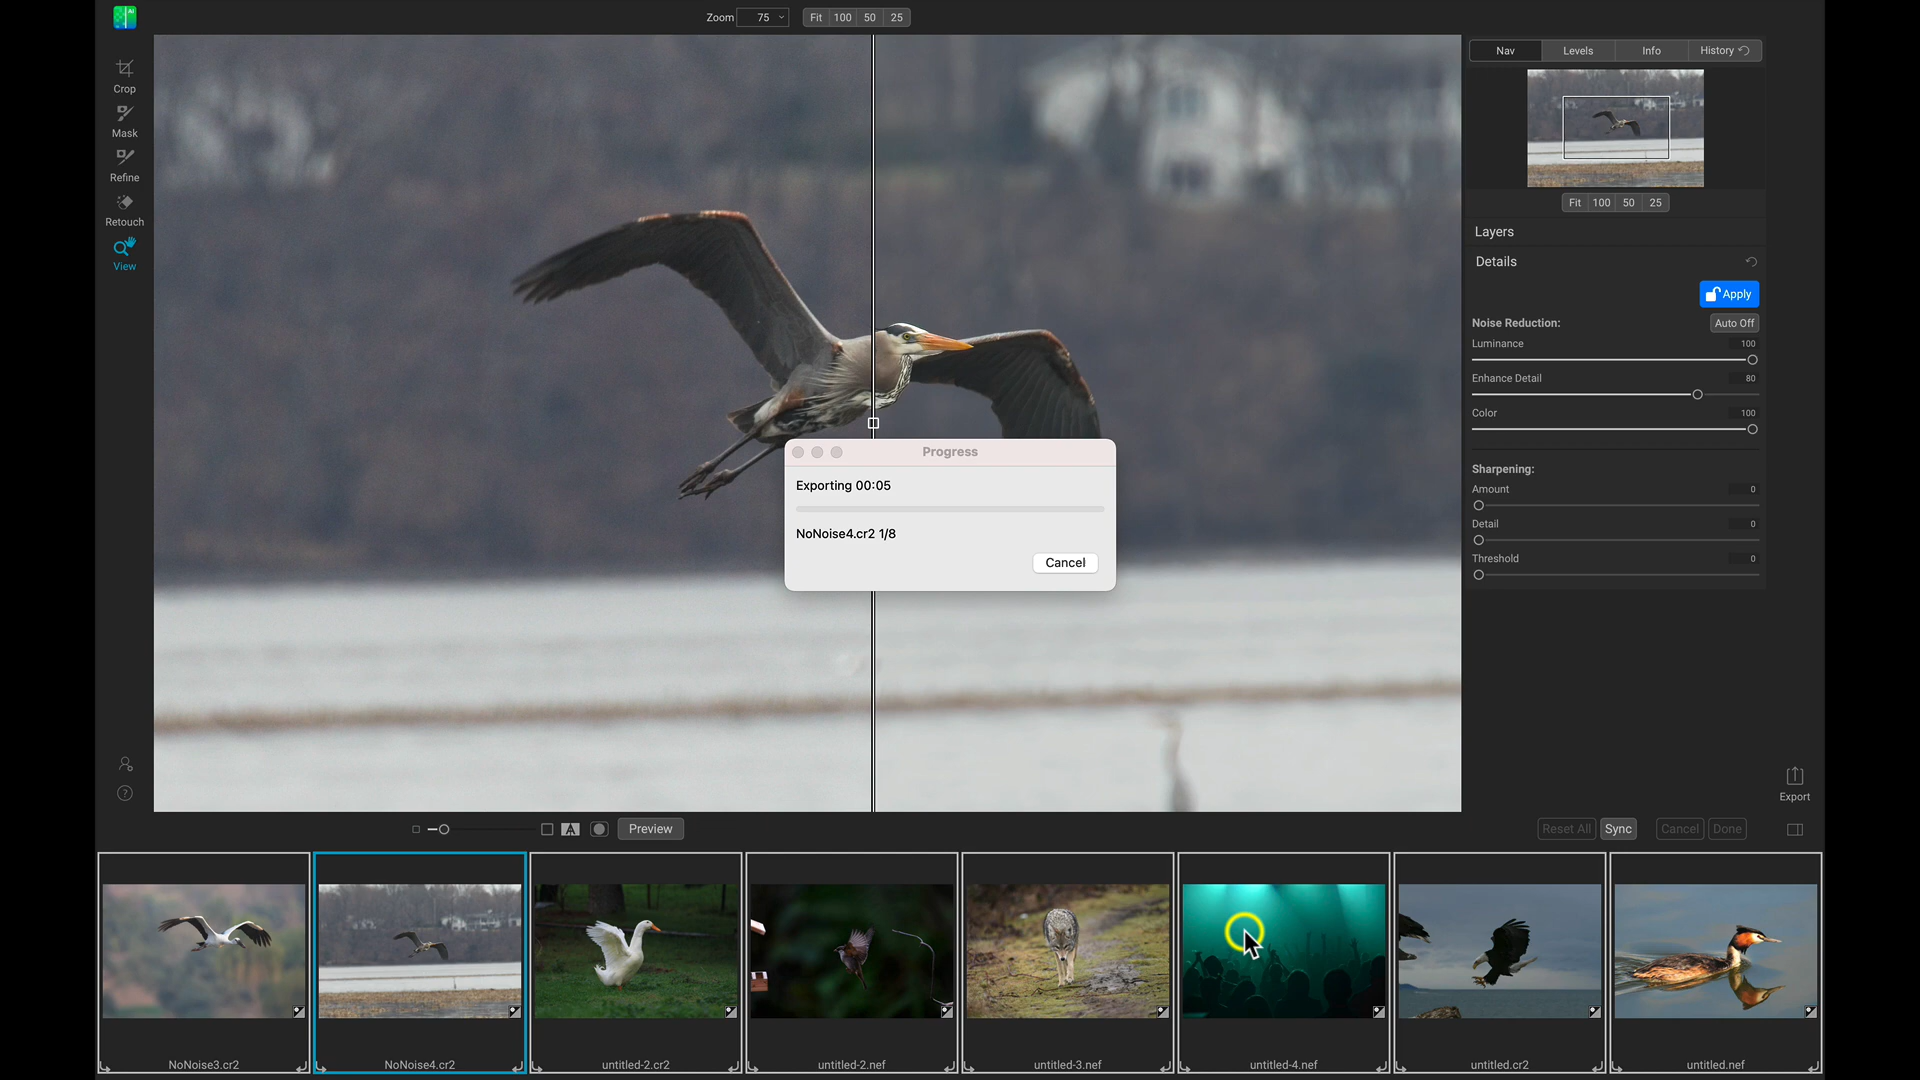 AI
Zoom 75 Fit 100 50 25
Crop
Mask
Refine
Retouch
View
Nav Levels Info History
Fit 100 50 25
Layers
Details
Apply
Noise Reduction: Auto Off
Luminance 100
Enhance Detail 80
Color 100
Sharpening:
Amount 0
Detail 0
Threshold 0
Progress
Exporting 00:05
NoNoise4.cr2 1/8
Cancel
?
Export
A Preview
Reset All Sync Cancel Done
NoNoise3.cr2
NoNoise4.cr2
untitled-2.cr2
untitled-2.nef
untitled-3.nef
untitled-4.nef
untitled.cr2
untitled.nef